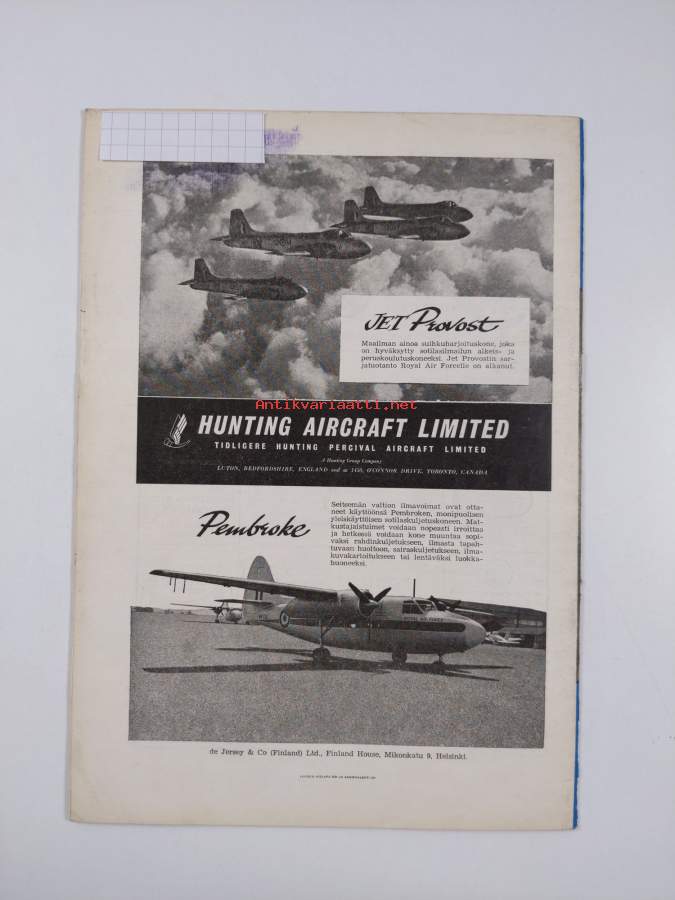 JET Provost
Maailman ainoa suihkuharjoituskone, joka
on hyväksytty sotilasilmailun alkeis- ja
peruskoulutuskoneeksi. Jet Provostin sar-
jatuotanto Royal Air Forcelle on alkanut.
Antikvariaatti.net
HUNTING AIRCRAFT LIMITED
TIDLIGERE HUNTING PERCIVAL AIRCRAFT LIMITED
A Hunting Group Company
LUTON, BEDFORDSHIRE, ENGLAND and at 1450, O'CONNOR DRIVE, TORONTO, CANADA
Pembroke
Seitsemän valtion ilmavoimat ovat otta-
neet käyttöönsä Pembroken, monipuolisen
yleiskäyttöisen sotilaskuljetuskoneen. Mat-
kustajaistuimet voidaan nopeasti irroittaa
ja hetkessä voidaan kone muuntaa sopi-
vaksi rahdinkuljetukseen, ilmasta tapah-
tuvaan huoltoon, sairaskuljetukseen, ilma-
kuvakartoitukseen tai lentäväksi luokka-
huoneeksi.
ROYAL AIR FORCE
de Jersey & Co (Finland) Ltd., Finland House, Mikonkatu 9, Helsinki.